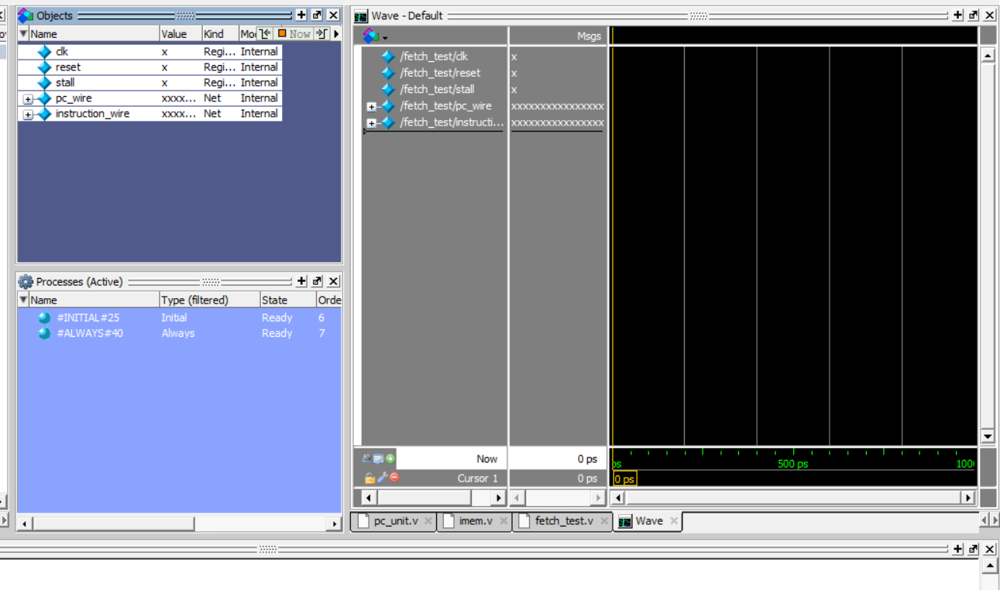 Objects
Name Value Kind Mo Now
clk x Regi... Internal
reset x Regi... Internal
stall x Regi... Internal
pc_wire xxxx... Net Internal
instruction_wire xxxx... Net Internal
Processes (Active)
Name Type (filtered) State Orde
#INITIAL#25 Initial Ready 6
#ALWAYS#40 Always Ready 7
Wave - Default
Msgs
/fetch_test/clk x
/fetch_test/reset x
/fetch_test/stall x
/fetch_test/pc_wire xxxxxxxxxxxxxxxx
/fetch_test/instructi... xxxxxxxxxxxxxxxx
Now 0 ps ps 500 ps 100
Cursor 1 0 ps 0 ps
pc_unit.v imem.v fetch_test.v Wave